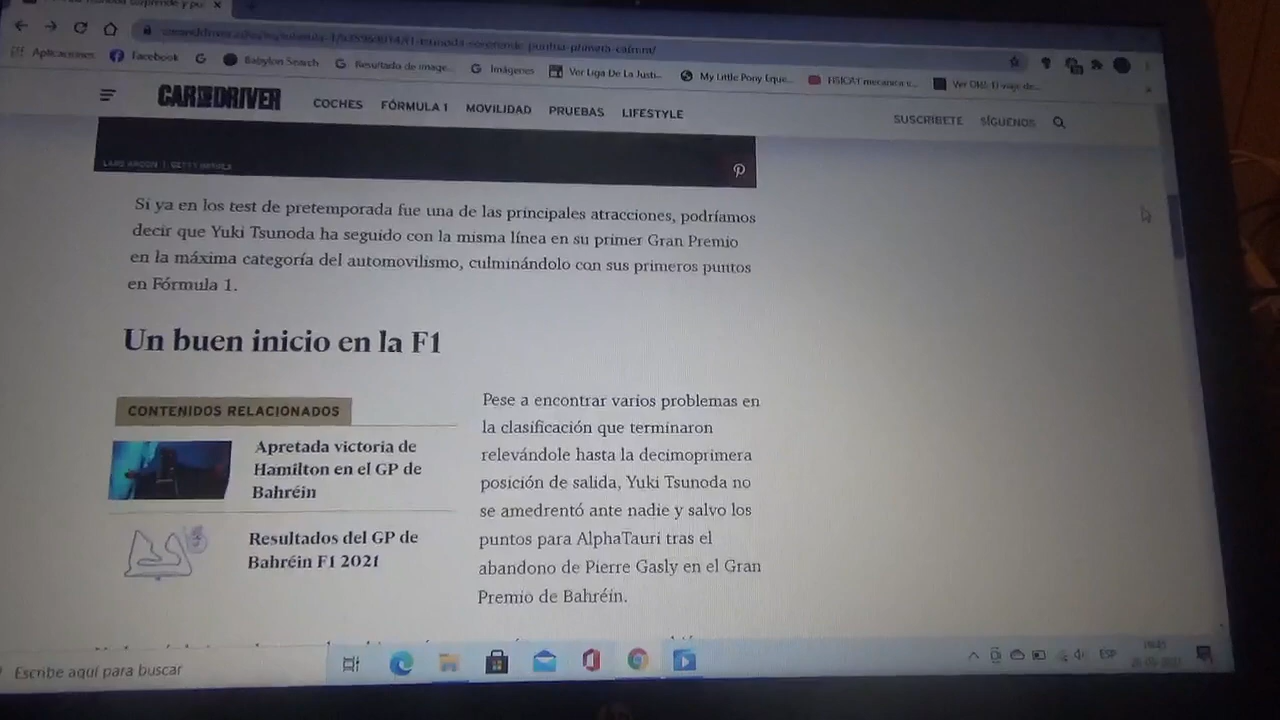 Aplicaciones Facebook Babylon Search Resultado de image... Imágenes Ver Liga De La Justi... My Little Pony Eque...
CAR AND DRIVER COCHES FÓRMULA 1 MOVILIDAD PRUEBAS LIFESTYLE SUSCRÍBETE SÍGUENOS
Si ya en los test de pretemporada fue una de las principales atracciones, podríamos
decir que Yuki Tsunoda ha seguido con la misma línea en su primer Gran Premio
en la máxima categoría del automovilismo, culminándolo con sus primeros puntos
en Fórmula 1.
Un buen inicio en la F1
CONTENIDOS RELACIONADOS
Apretada victoria de
Hamilton en el GP de
Bahréin
Resultados del GP de
Bahréin F1 2021
Pese a encontrar varios problemas en
la clasificación que terminaron
relevándole hasta la decimoprimera
posición de salida, Yuki Tsunoda no
se amedrentó ante nadie y salvo los
puntos para AlphaTauri tras el
abandono de Pierre Gasly en el Gran
Premio de Bahréin.
Escribe aquí para buscar
ESP